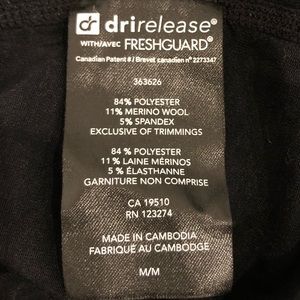 dr drirelease®
WITH/AVEC FRESHGUARD®
Canadian Patent #/Brevet canadien n° 2273347
363626
84% POLYESTER
11% MERINO WOOL
5% SPANDEX
EXCLUSIVE OF TRIMMINGS
84 % POLYESTER
11 % LAINE MÉRINOS
5 % ÉLASTHANNE
GARNITURE NON COMPRISE
CA 19510
RN 123274
MADE IN CAMBODIA
FABRIQUÉ AU CAMBODGE
M/M